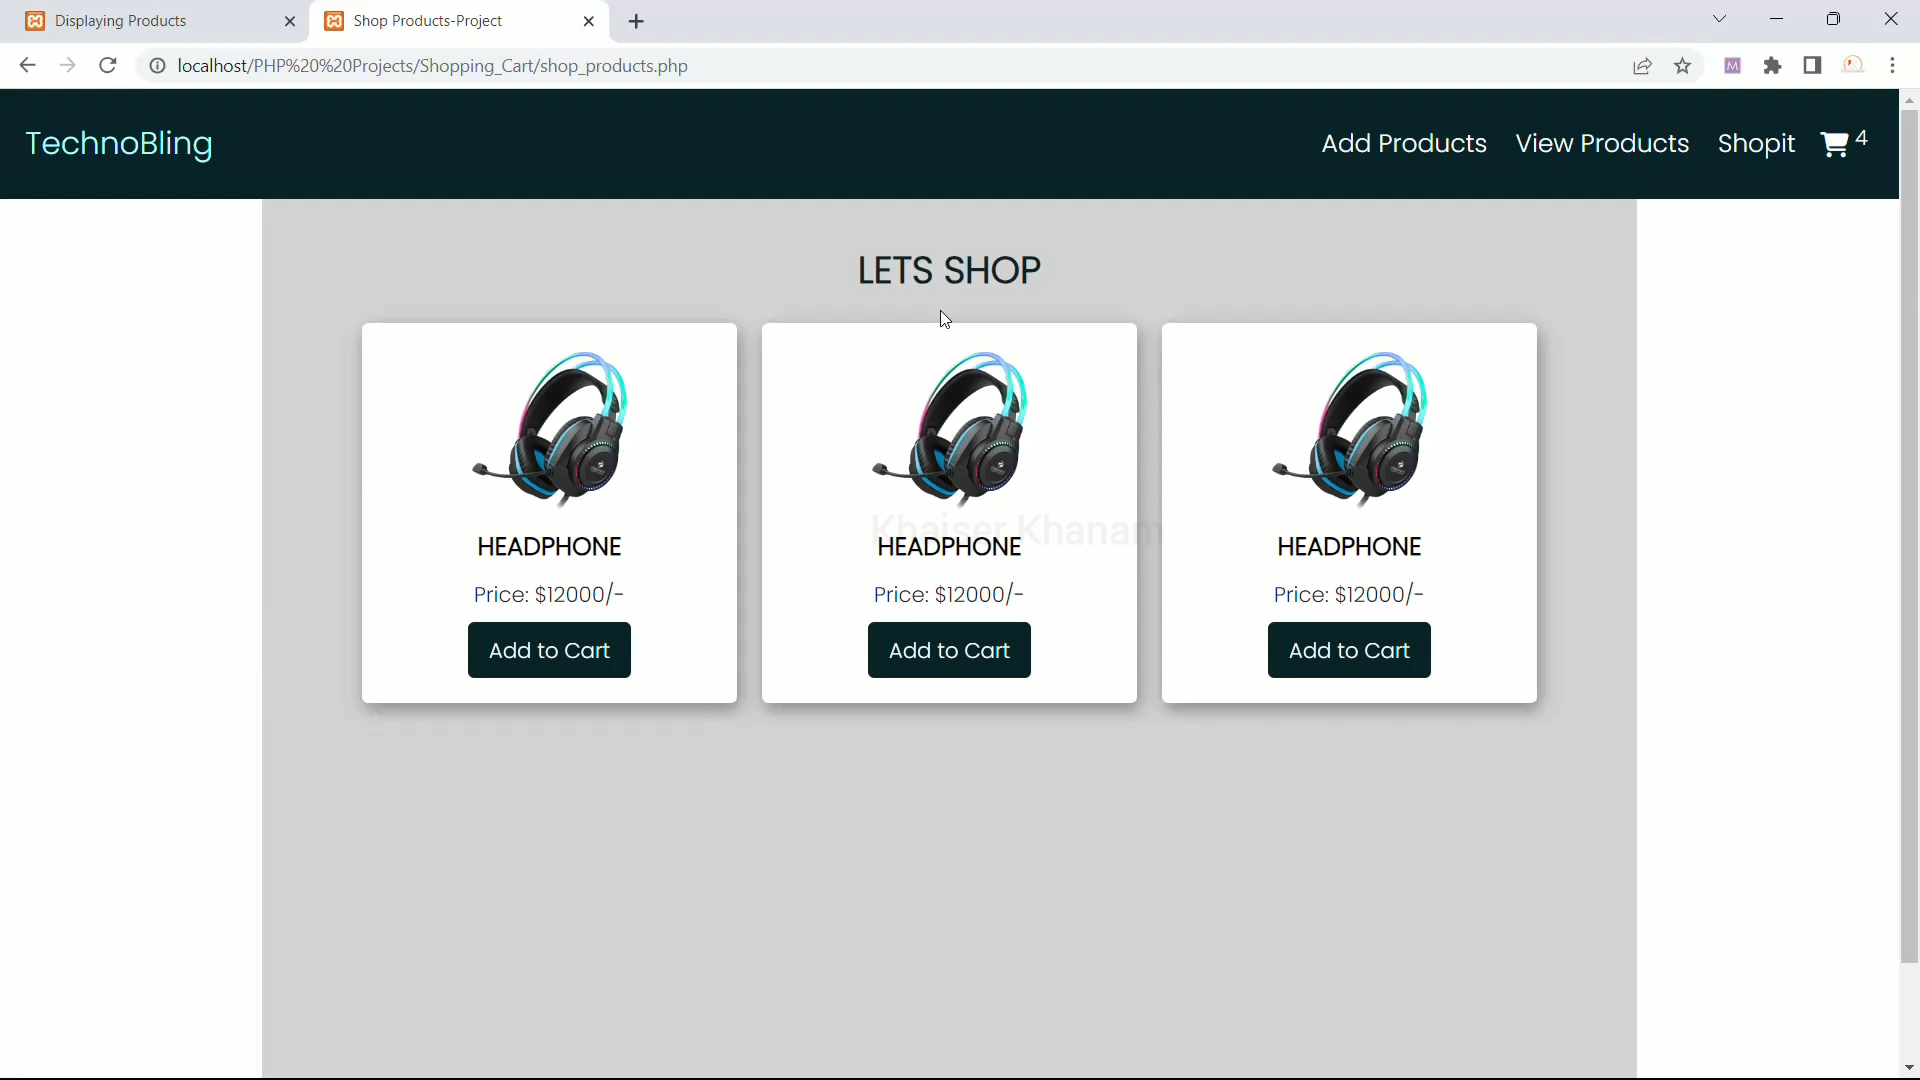 Displaying Products
Shop Products-Project
localhost/PHP%20%20Projects/Shopping_Cart/shop_products.php
TechnoBling
Add Products View Products Shopit 4
LETS SHOP
Khaiser Khanam
HEADPHONE
Price: $12000/-
Add to Cart
HEADPHONE
Price: $12000/-
Add to Cart
HEADPHONE
Price: $12000/-
Add to Cart